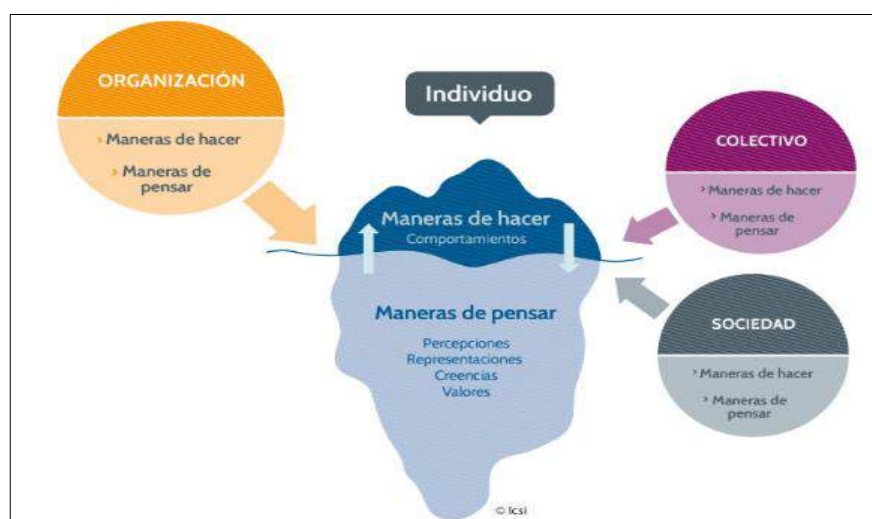 ORGANIZACIÓN
› Maneras de hacer
› Maneras de
pensar
Individuo
Maneras de hacer
Comportamientos
Maneras de pensar
Percepciones
Representaciones
Creencias
Valores
COLECTIVO
› Maneras de hacer
› Maneras de
pensar
SOCIEDAD
› Maneras de hacer
› Maneras de
pensar
© Icsi